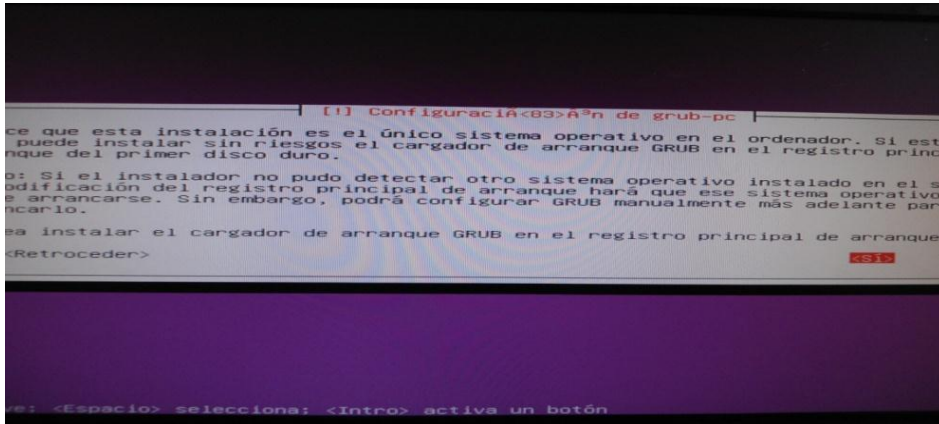 [!] ConfiguraciÃ<83>Â³n de grub-pc
ce que esta instalación es el único sistema operativo en el ordenador. Si est
puede instalar sin riesgos el cargador de arranque GRUB en el registro princ
nque del primer disco duro.
o: Si el instalador no pudo detectar otro sistema operativo instalado en el s
odificación del registro principal de arranque hará que ese sistema operativo
e arrancarse. Sin embargo, podrá configurar GRUB manualmente más adelante par
ncarlo.
ea instalar el cargador de arranque GRUB en el registro principal de arranque
<Retroceder> <Sí>
ve; <Espacio> selecciona; <Intro> activa un botón